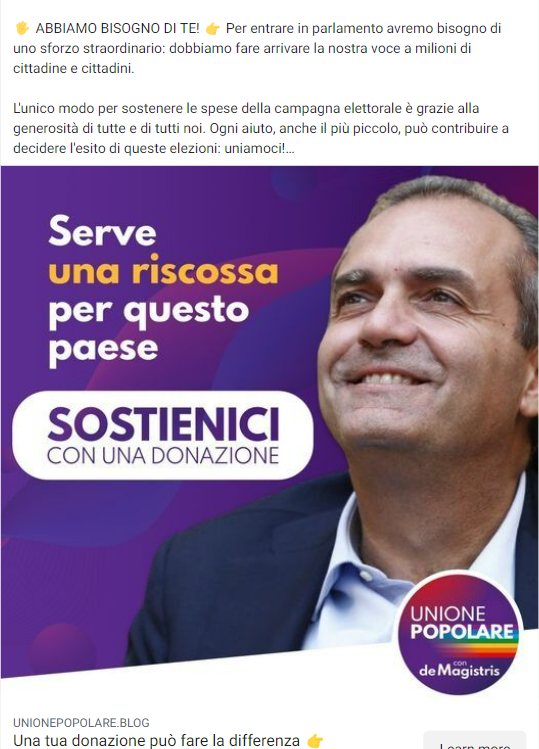 🖐 ABBIAMO BISOGNO DI TE! 👉 Per entrare in parlamento avremo bisogno di
uno sforzo straordinario: dobbiamo fare arrivare la nostra voce a milioni di
cittadine e cittadini.
L'unico modo per sostenere le spese della campagna elettorale è grazie alla
generosità di tutte e di tutti noi. Ogni aiuto, anche il più piccolo, può contribuire a
decidere l'esito di queste elezioni: uniamoci!...
Serve
una riscossa
per questo
paese
SOSTIENICI
CON UNA DONAZIONE
UNIONE
POPOLARE
con
de Magistris
UNIONEPOPOLARE.BLOG
Una tua donazione può fare la differenza 👉
Learn more